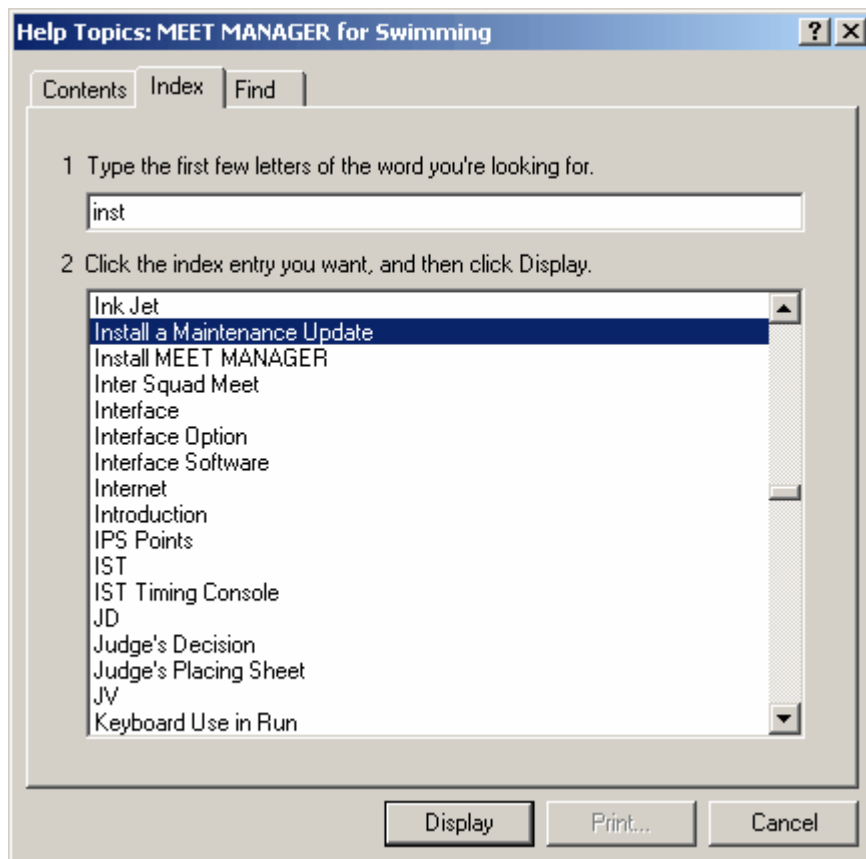 Help Topics: MEET MANAGER for Swimming
Contents Index Find
1 Type the first few letters of the word you're looking for.
inst
2 Click the index entry you want, and then click Display.
Ink Jet
Install a Maintenance Update
Install MEET MANAGER
Inter Squad Meet
Interface
Interface Option
Interface Software
Internet
Introduction
IPS Points
IST
IST Timing Console
JD
Judge's Decision
Judge's Placing Sheet
JV
Keyboard Use in Run
Display Print... Cancel